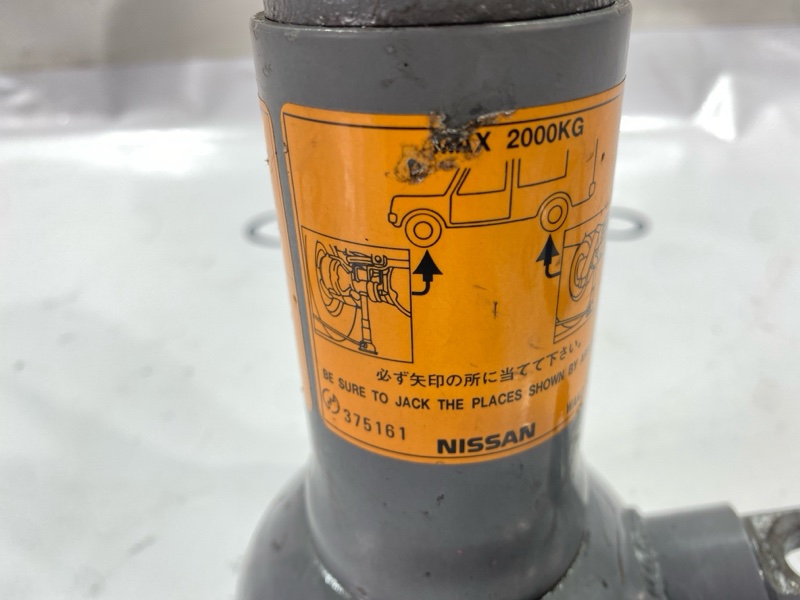 MAX 2000KG
必ず矢印の所に当てて下さい。
BE SURE TO JACK THE PLACES SHOWN BY
375161
NISSAN